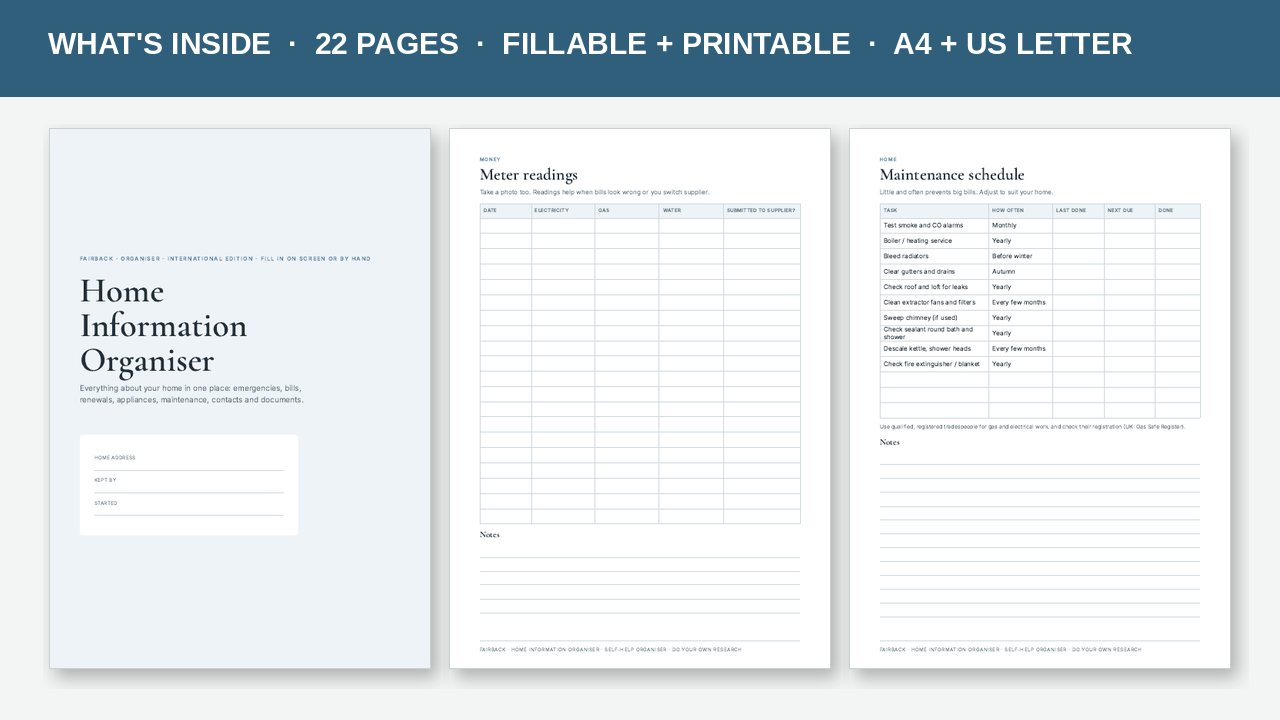 WHAT'S INSIDE · 22 PAGES · FILLABLE + PRINTABLE · A4 + US LETTER
FAIRBACK · ORGANISER · INTERNATIONAL EDITION · FILL IN ON SCREEN OR BY HAND
Home
Information
Organiser
Everything about your home in one place: emergencies, bills,
renewals, appliances, maintenance, contacts and documents.
HOME ADDRESS
KEPT BY
STARTED
MONEY
Meter readings
Take a photo too. Readings help when bills look wrong or you switch supplier.
DATE ELECTRICITY GAS WATER SUBMITTED TO SUPPLIER?
Notes
FAIRBACK · HOME INFORMATION ORGANISER · SELF-HELP ORGANISER · DO YOUR OWN RESEARCH
HOME
Maintenance schedule
Little and often prevents big bills. Adjust to suit your home.
TASK HOW OFTEN LAST DONE NEXT DUE DONE
Test smoke and CO alarms Monthly
Boiler / heating service Yearly
Bleed radiators Before winter
Clear gutters and drains Autumn
Check roof and loft for leaks Yearly
Clean extractor fans and filters Every few months
Sweep chimney (if used) Yearly
Check sealant round bath and
shower Yearly
Descale kettle, shower heads Every few months
Check fire extinguisher / blanket Yearly
Use qualified, registered tradespeople for gas and electrical work, and check their registration (UK: Gas Safe Register).
Notes
FAIRBACK · HOME INFORMATION ORGANISER · SELF-HELP ORGANISER · DO YOUR OWN RESEARCH